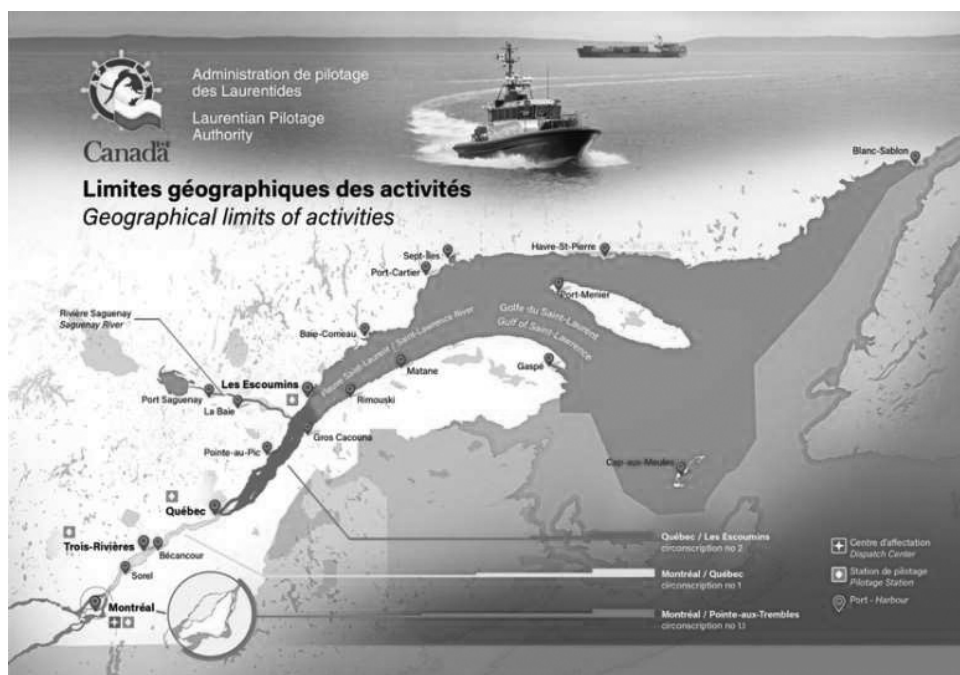 Administration de pilotage
des Laurentides
Laurentian Pilotage
Authority
Canada
Limites géographiques des activités
Geographical limits of activities
Blanc-Sablon
Sept-Îles
Havre-St-Pierre
Port-Cartier
Port-Menier
Rivière Saguenay
Saguenay River
Golfe du Saint-Laurent
Gulf of Saint-Lawrence
Baie-Comeau
Fleuve Saint-Laurent / Saint-Lawrence River
Matane
Gaspé
Les Escoumins
Port Saguenay
La Baie
Rimouski
Gros Cacouna
Pointe-au-Pic
Cap-aux-Meules
Québec
Trois-Rivières
Bécancour
Sorel
Montréal
Québec / Les Escoumins
circonscription no 2
Montréal / Québec
circonscription no 1
Montréal / Pointe-aux-Trembles
circonscription no 1.1
Centre d'affectation
Dispatch Center
Station de pilotage
Pilotage Station
Port - Harbour